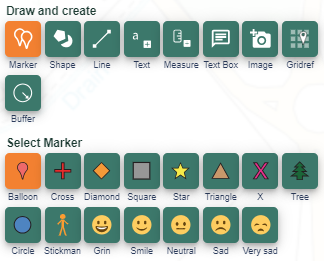 Draw and create
a
Marker Shape Line Text Measure Text Box Image Gridref
Buffer
Select Marker
Balloon Cross Diamond Square Star Triangle X Tree
Circle Stickman Grin Smile Neutral Sad Very sad